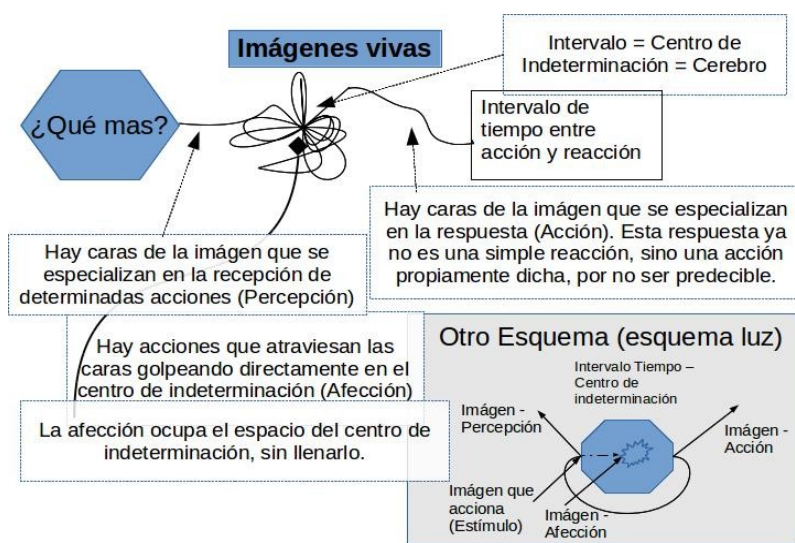 Imágenes vivas
Intervalo = Centro de
Indeterminación = Cerebro
¿Qué mas?
Intervalo de
tiempo entre
acción y reacción
Hay caras de la imágen que se especializan
en la respuesta (Acción). Esta respuesta ya
no es una simple reacción, sino una acción
propiamente dicha, por no ser predecible.
Hay caras de la imágen que se
especializan en la recepción de
determinadas acciones (Percepción)
Hay acciones que atraviesan las
caras golpeando directamente en el
centro de indeterminación (Afección)
La afección ocupa el espacio del centro de
indeterminación, sin llenarlo.
Otro Esquema (esquema luz)
Intervalo Tiempo –
Centro de
indeterminación
Imágen -
Percepción
Imágen -
Acción
Imágen que
acciona
(Estímulo)
Imágen -
Afección